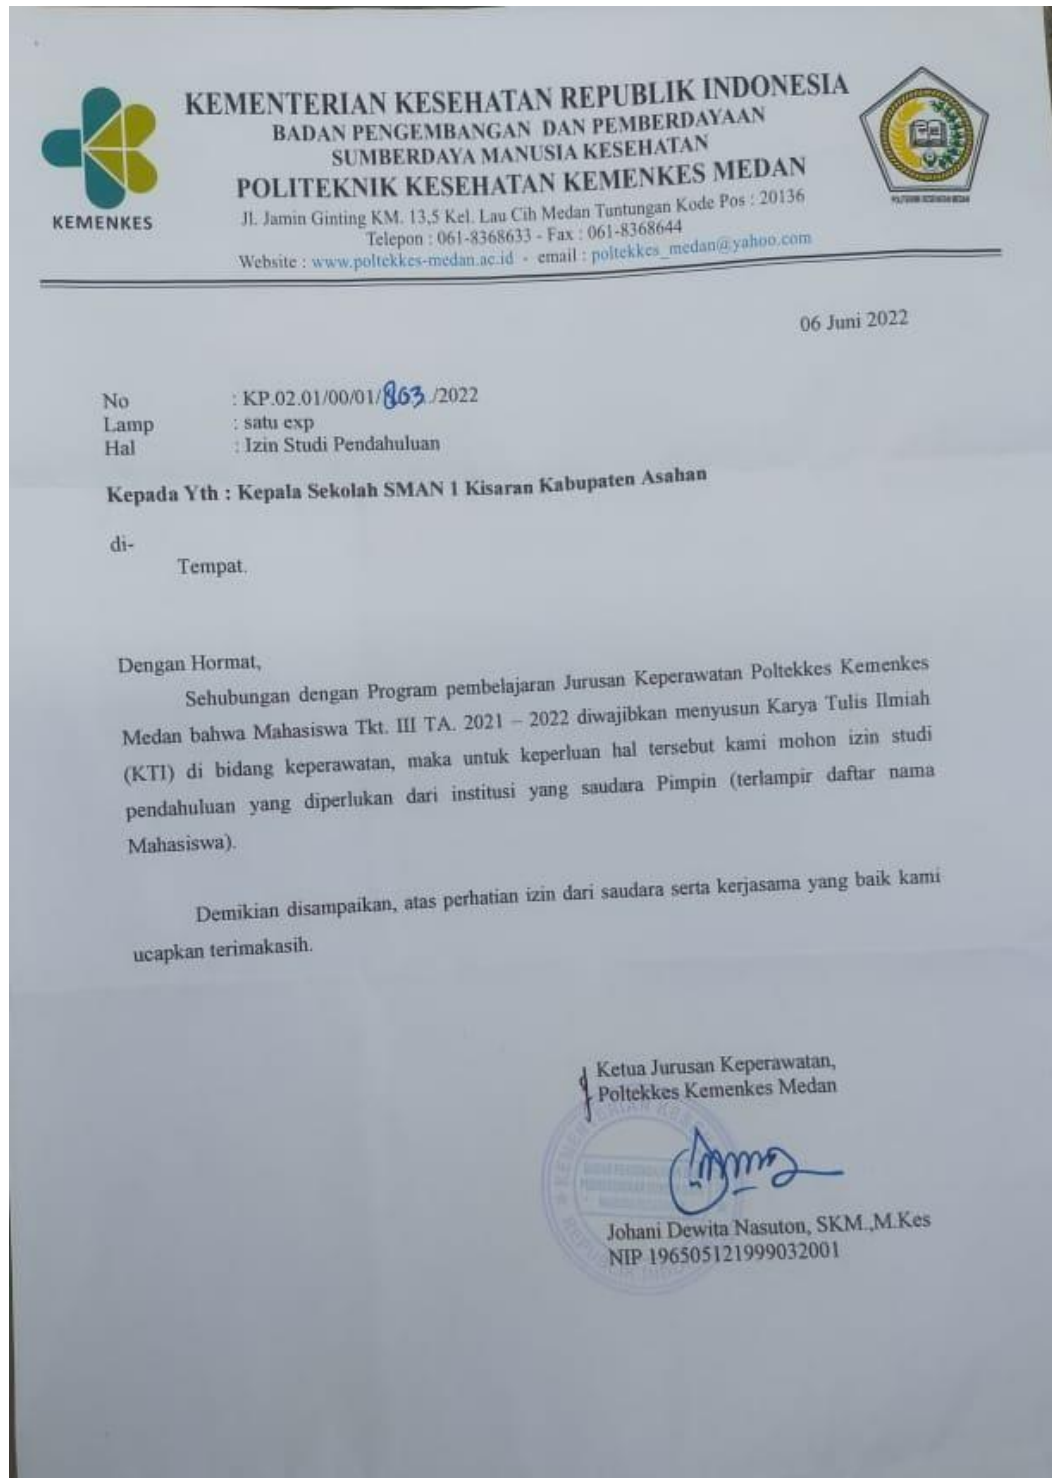 KEMENTERIAN KESEHATAN REPUBLIK INDONESIA
BADAN PENGEMBANGAN DAN PEMBERDAYAAN
SUMBERDAYA MANUSIA KESEHATAN
POLITEKNIK KESEHATAN KEMENKES MEDAN
Jl. Jamin Ginting KM. 13,5 Kel. Lau Cih Medan Tuntungan Kode Pos : 20136
Telepon : 061-8368633 - Fax : 061-8368644
Website : www.poltekkes-medan.ac.id - email : poltekkes_medan@yahoo.com
KEMENKES
POLITEKNIK KESEHATAN MEDAN
06 Juni 2022
No : KP.02.01/00/01/863./2022
Lamp : satu exp
Hal : Izin Studi Pendahuluan
Kepada Yth : Kepala Sekolah SMAN 1 Kisaran Kabupaten Asahan
di-
Tempat.
Dengan Hormat,
Sehubungan dengan Program pembelajaran Jurusan Keperawatan Poltekkes Kemenkes
Medan bahwa Mahasiswa Tkt. III TA. 2021 – 2022 diwajibkan menyusun Karya Tulis Ilmiah
(KTI) di bidang keperawatan, maka untuk keperluan hal tersebut kami mohon izin studi
pendahuluan yang diperlukan dari institusi yang saudara Pimpin (terlampir daftar nama
Mahasiswa).
Demikian disampaikan, atas perhatian izin dari saudara serta kerjasama yang baik kami
ucapkan terimakasih.
Ketua Jurusan Keperawatan,
Poltekkes Kemenkes Medan
Johani Dewita Nasuton, SKM.,M.Kes
NIP 196505121999032001